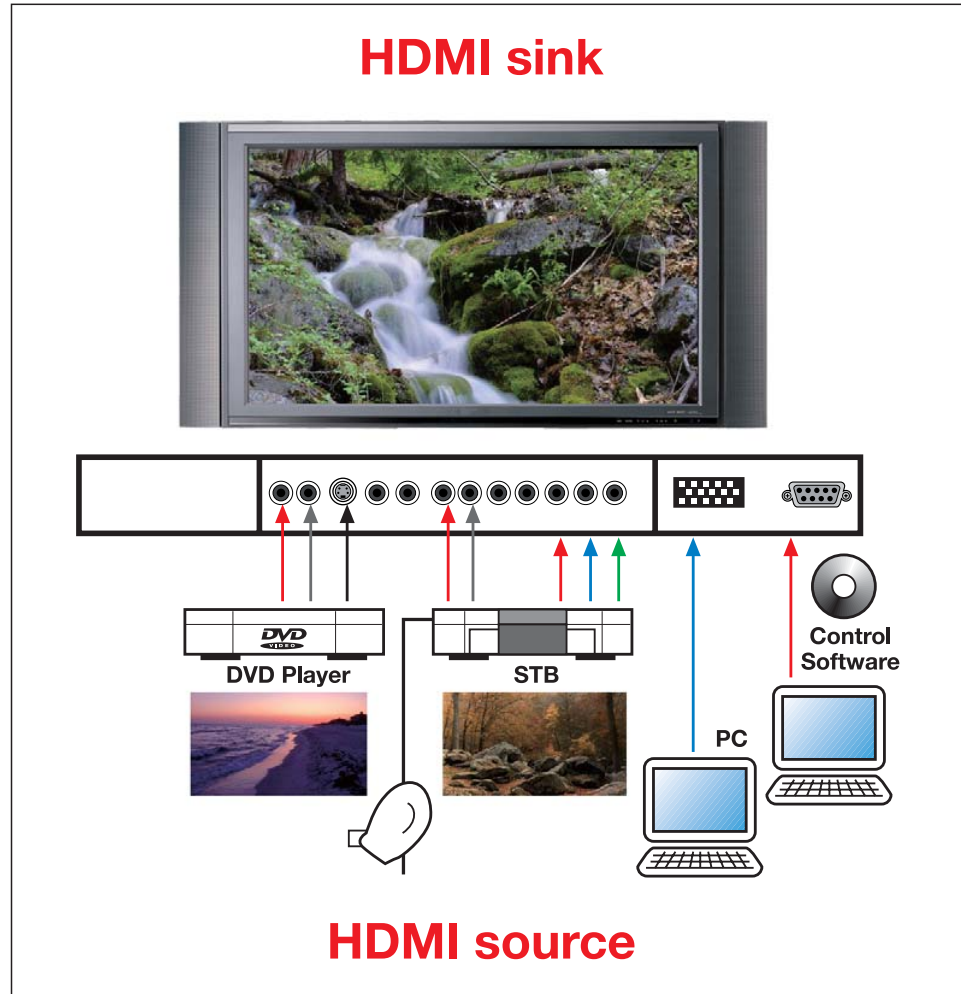 HDMI sink
DVD
VIDEO
DVD Player
STB
Control
Software
PC
HDMI source